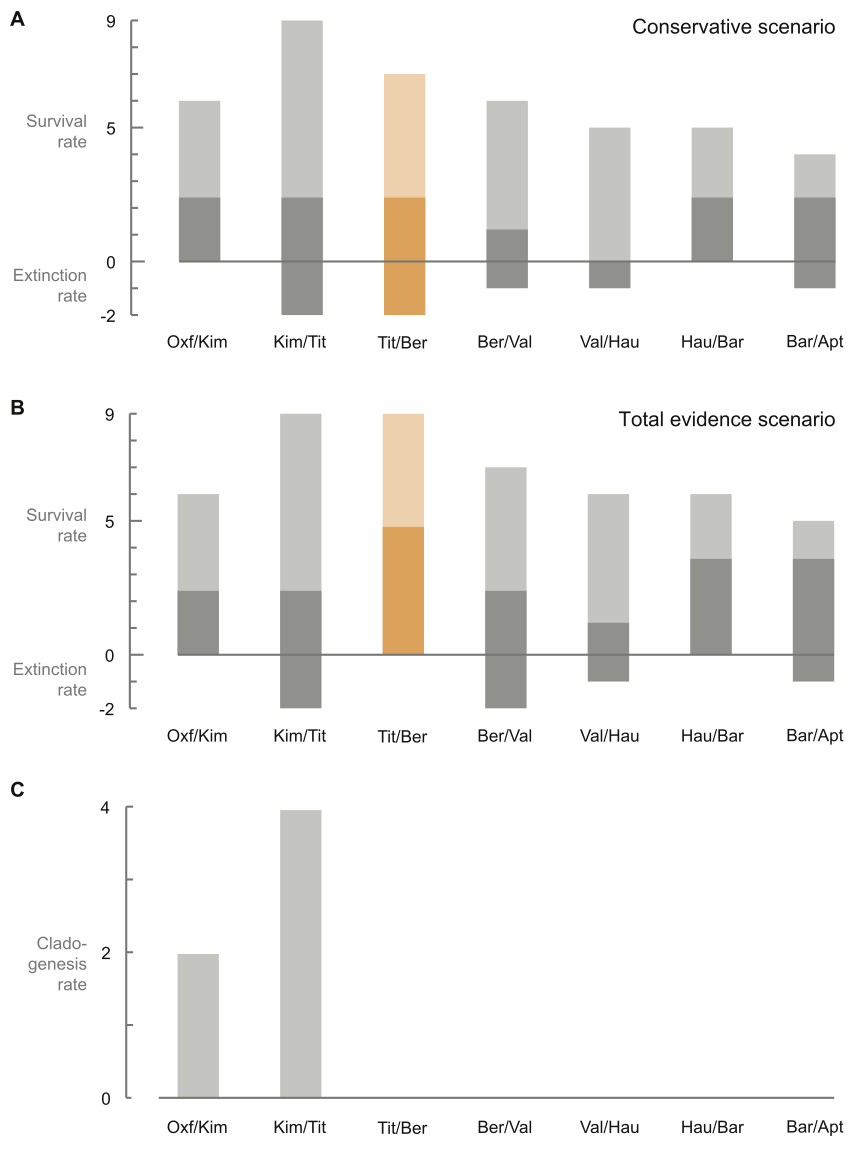 A
9
Conservative scenario
Survival
rate
5
0
Extinction
rate
-2
Oxf/Kim Kim/Tit Tit/Ber Ber/Val Val/Hau Hau/Bar Bar/Apt
B
9
Total evidence scenario
Survival
rate
5
0
Extinction
rate
-2
Oxf/Kim Kim/Tit Tit/Ber Ber/Val Val/Hau Hau/Bar Bar/Apt
C
4
Clado-
genesis
rate
2
0
Oxf/Kim Kim/Tit Tit/Ber Ber/Val Val/Hau Hau/Bar Bar/Apt